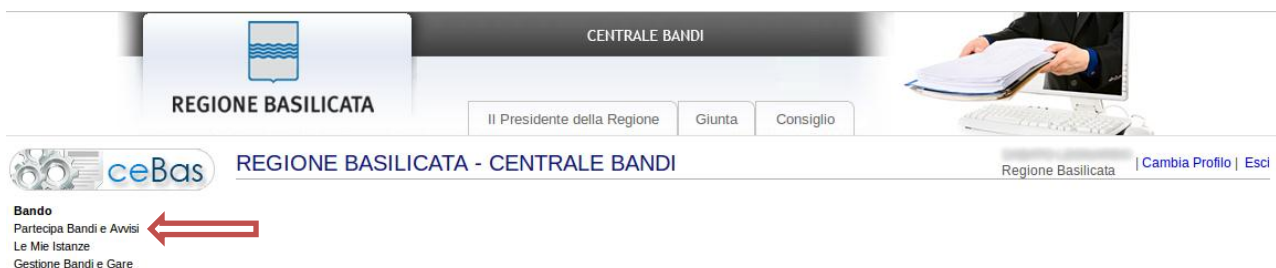 CENTRALE BANDI
REGIONE BASILICATA
Il Presidente della Regione
Giunta
Consiglio
ceBas
REGIONE BASILICATA - CENTRALE BANDI
Regione Basilicata
| Cambia Profilo | Esci
Bando
Partecipa Bandi e Avvisi
Le Mie Istanze
Gestione Bandi e Gare